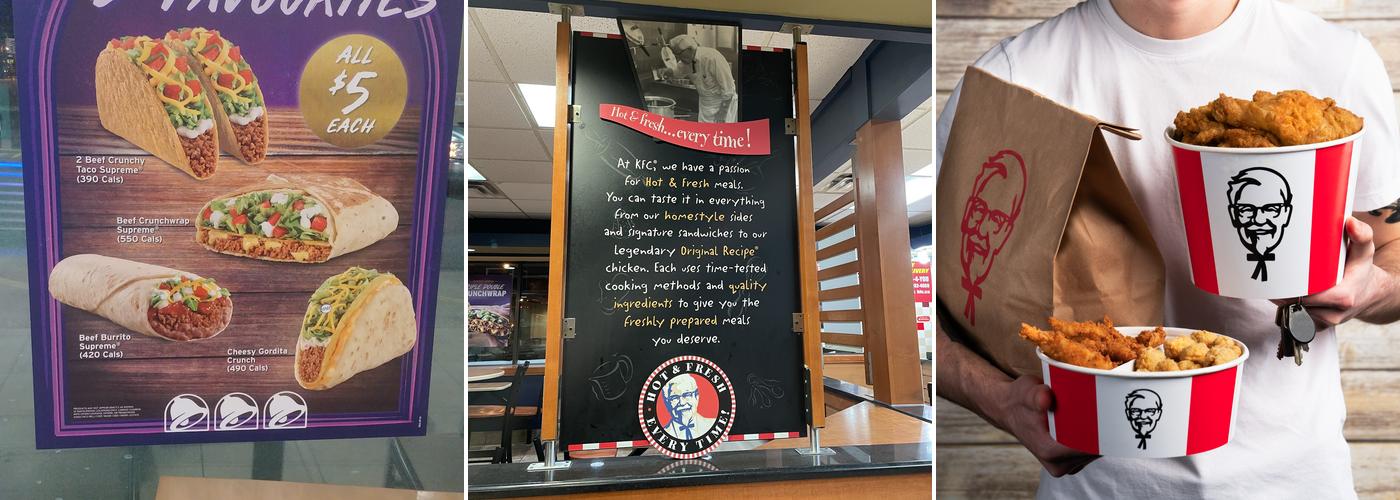 FAVOURITES
ALL
$5
EACH
2 Beef Crunchy
Taco Supreme®
(390 Cals)
Beef Crunchwrap
Supreme®
(550 Cals)
Beef Burrito
Supreme®
(420 Cals)
Cheesy Gordita
Crunch
(490 Cals)
Hot & fresh...every time!
At KFC®, we have a passion
for Hot & Fresh meals.
You can taste it in everything
from our homestyle sides
and signature sandwiches to our
legendary Original Recipe®
chicken. Each uses time-tested
cooking methods and quality
ingredients to give you the
freshly prepared meals
you deserve.
HOT & FRESH
EVERY TIME!